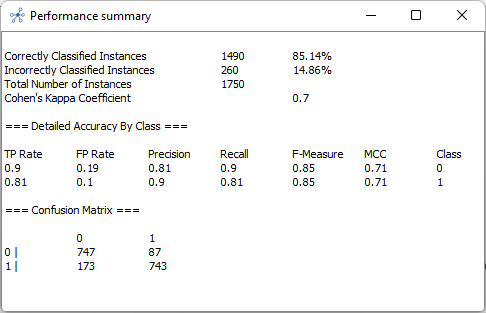 Performance summary
Correctly Classified Instances 1490 85.14%
Incorrectly Classified Instances 260 14.86%
Total Number of Instances 1750
Cohen's Kappa Coefficient 0.7
=== Detailed Accuracy By Class ===
TP Rate FP Rate Precision Recall F-Measure MCC Class
0.9 0.19 0.81 0.9 0.85 0.71 0
0.81 0.1 0.9 0.81 0.85 0.71 1
=== Confusion Matrix ===
0 1
0 | 747 87
1 | 173 743